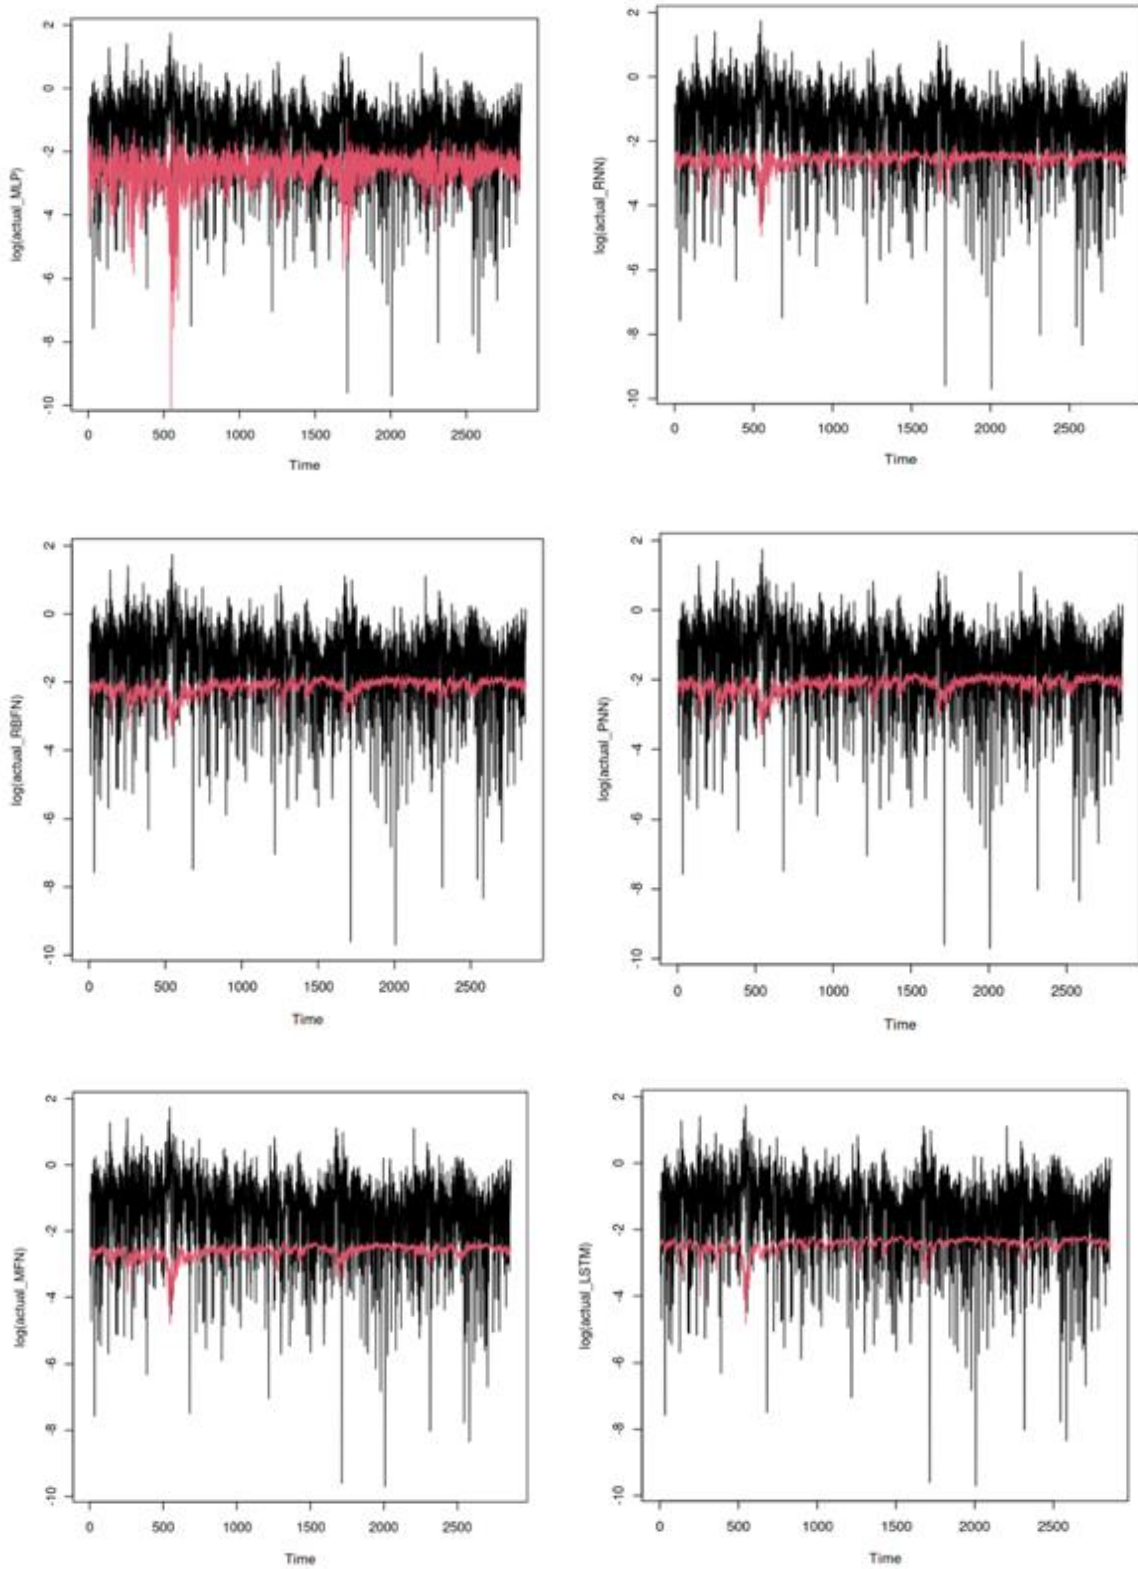 log(actual_MLP)
2
0
-2
-4
-6
-8
-10
0 500 1000 1500 2000 2500
Time
log(actual_RNN)
2
0
-2
-4
-6
-8
-10
0 500 1000 1500 2000 2500
Time
log(actual_RBFN)
2
0
-2
-4
-6
-8
-10
0 500 1000 1500 2000 2500
Time
log(actual_PNN)
2
0
-2
-4
-6
-8
-10
0 500 1000 1500 2000 2500
Time
log(actual_MFN)
2
0
-2
-4
-6
-8
-10
0 500 1000 1500 2000 2500
Time
log(actual_LSTM)
2
0
-2
-4
-6
-8
-10
0 500 1000 1500 2000 2500
Time